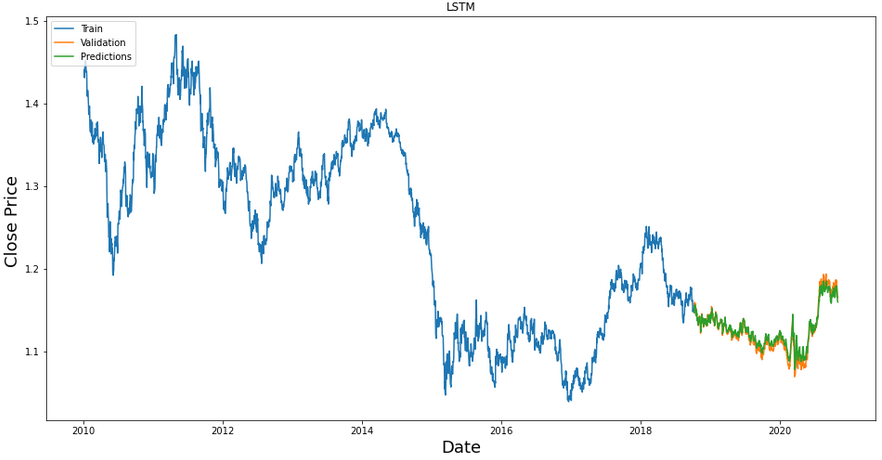 LSTM
Train
Validation
Predictions
1.5
1.4
1.3
1.2
1.1
Close Price
2010 2012 2014 2016 2018 2020
Date